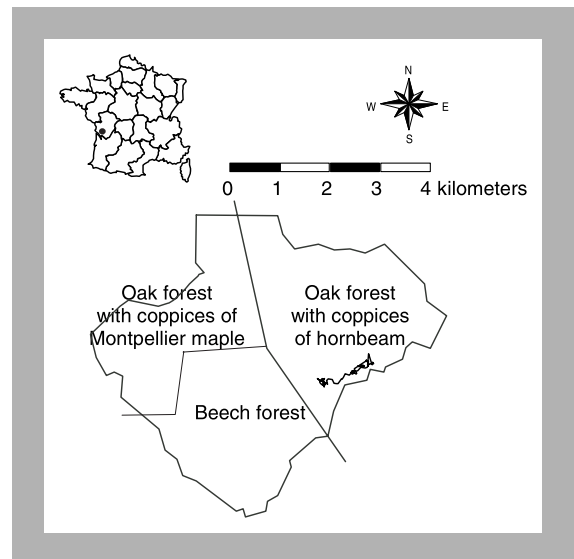 N
W E
S
0 1 2 3 4 kilometers
Oak forest
with coppices of
Montpellier maple
Oak forest
with coppices
of hornbeam
Beech forest